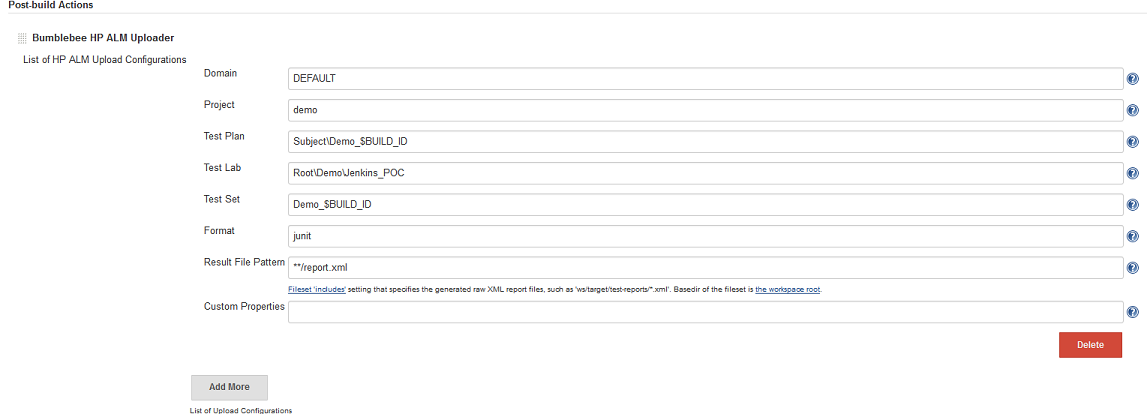 Post-build Actions
Bumblebee HP ALM Uploader
List of HP ALM Upload Configurations
Domain DEFAULT
Project demo
Test Plan Subject\Demo_$BUILD_ID
Test Lab Root\Demo\Jenkins_POC
Test Set Demo_$BUILD_ID
Format junit
Result File Pattern **/report.xml
Fileset 'includes' setting that specifies the generated raw XML report files, such as 'ws/target/test-reports/*.xml'. Basedir of the fileset is the workspace root.
Custom Properties
Delete
Add More
List of Upload Configurations